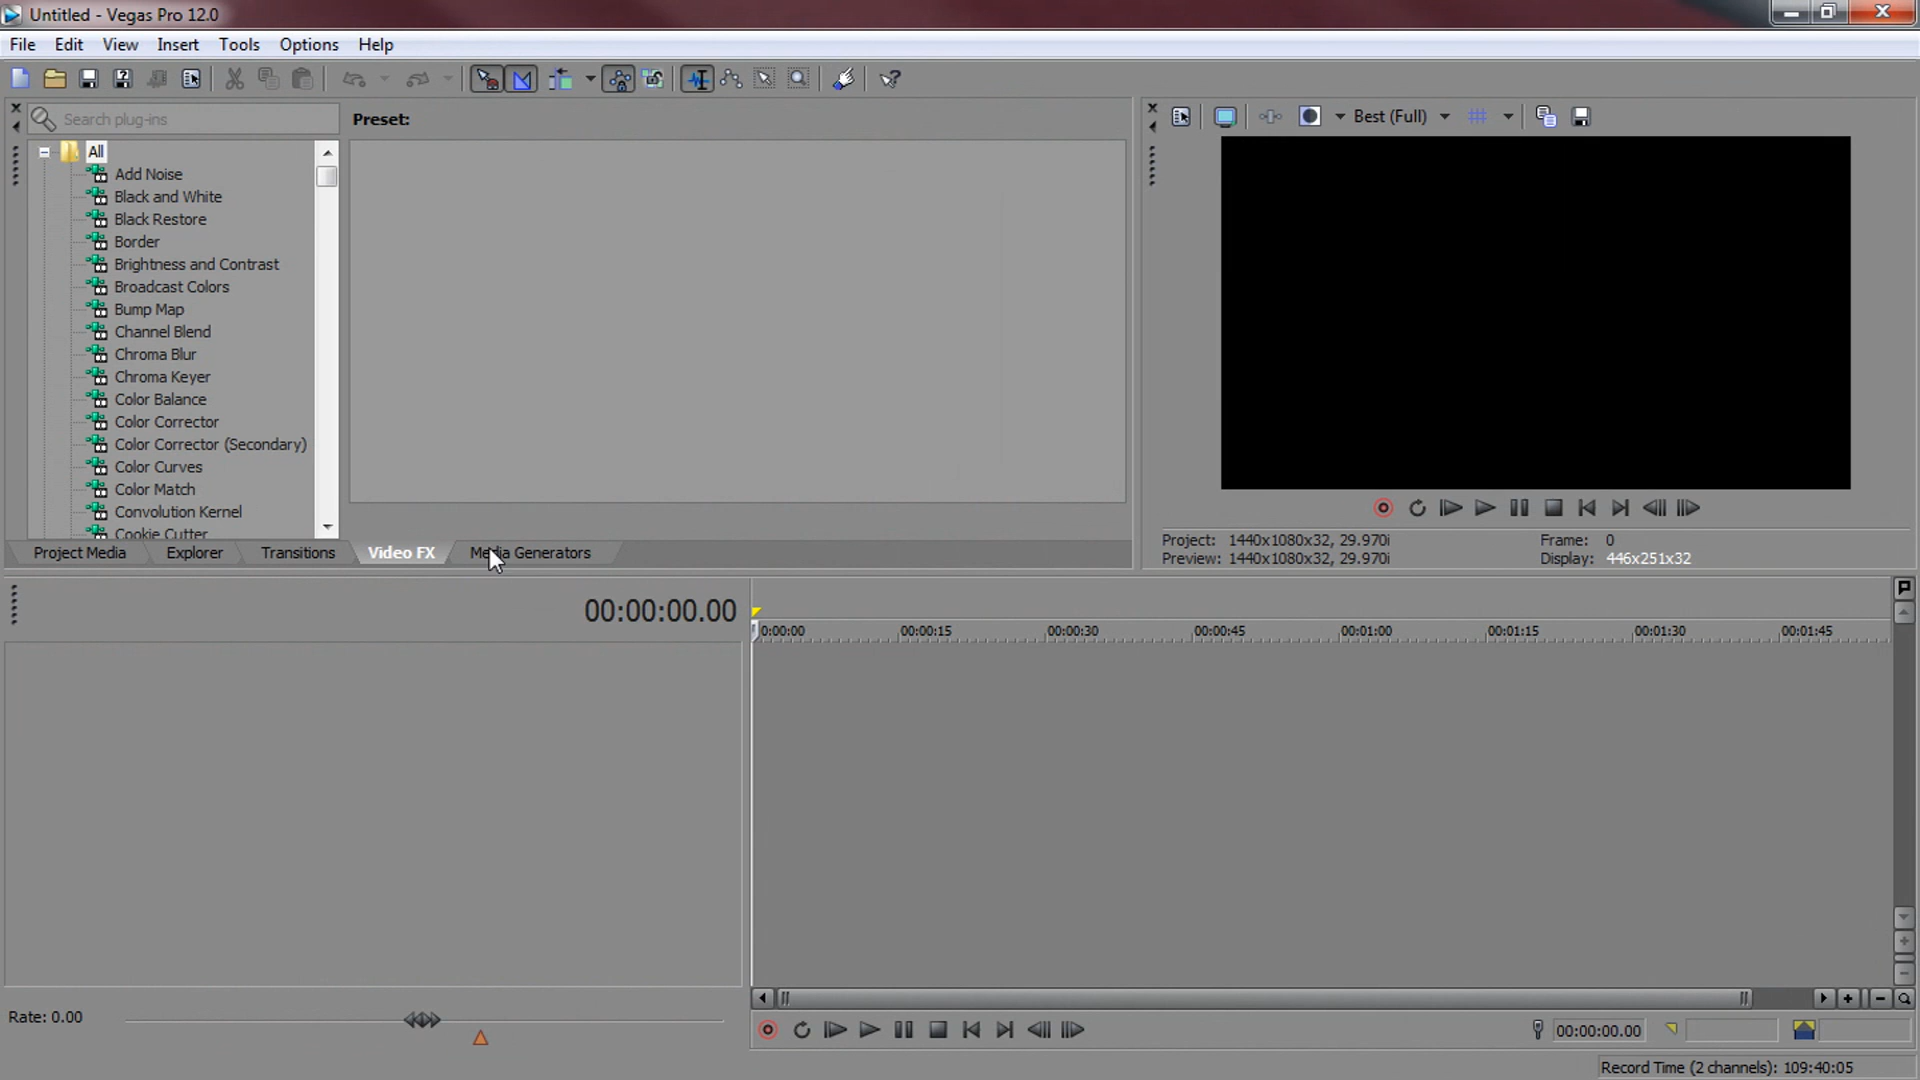 Untitled - Vegas Pro 12.0
File Edit View Insert Tools Options Help
Search plug-ins
Preset:
Best (Full)
All
Add Noise
Black and White
Black Restore
Border
Brightness and Contrast
Broadcast Colors
Bump Map
Channel Blend
Chroma Blur
Chroma Keyer
Color Balance
Color Corrector
Color Corrector (Secondary)
Color Curves
Color Match
Convolution Kernel
Cookie Cutter
Project Media Explorer Transitions Video FX Media Generators
Project: 1440x1080x32, 29.970i Frame: 0
Preview: 1440x1080x32, 29.970i Display: 446x251x32
00:00:00.00
0:00:00 00:00:15 00:00:30 00:00:45 00:01:00 00:01:15 00:01:30 00:01:45
Rate: 0.00
00:00:00.00
Record Time (2 channels): 109:40:05